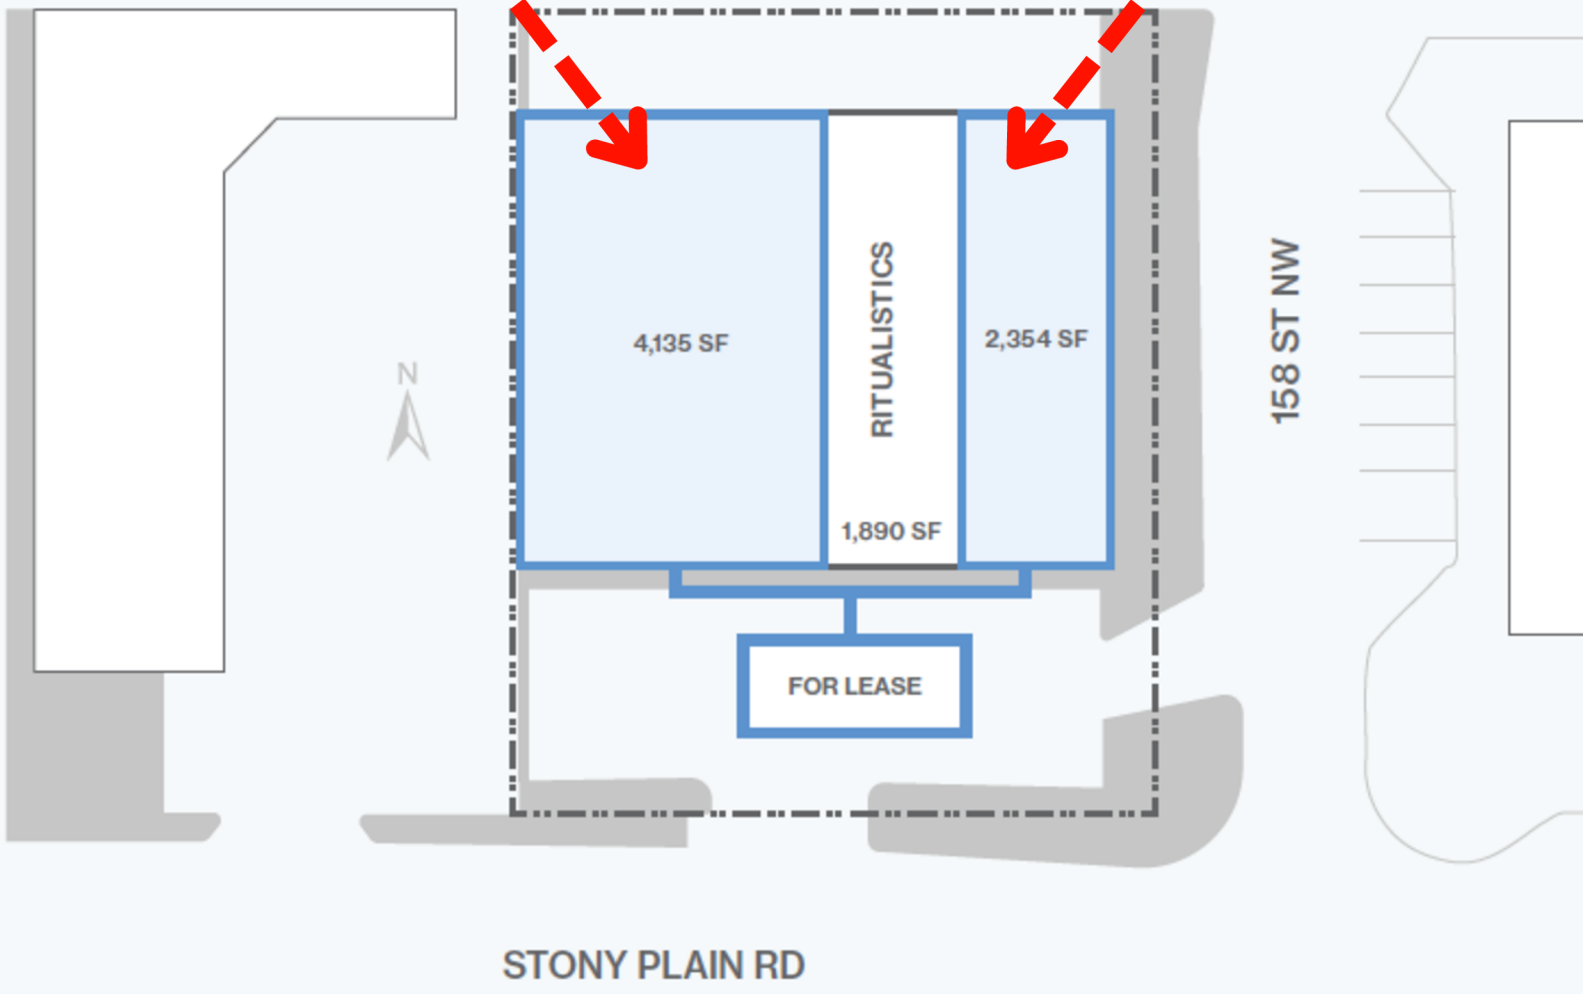 RITUALISTICS
158 ST NW
4,135 SF
2,354 SF
N
1,890 SF
FOR LEASE
STONY PLAIN RD